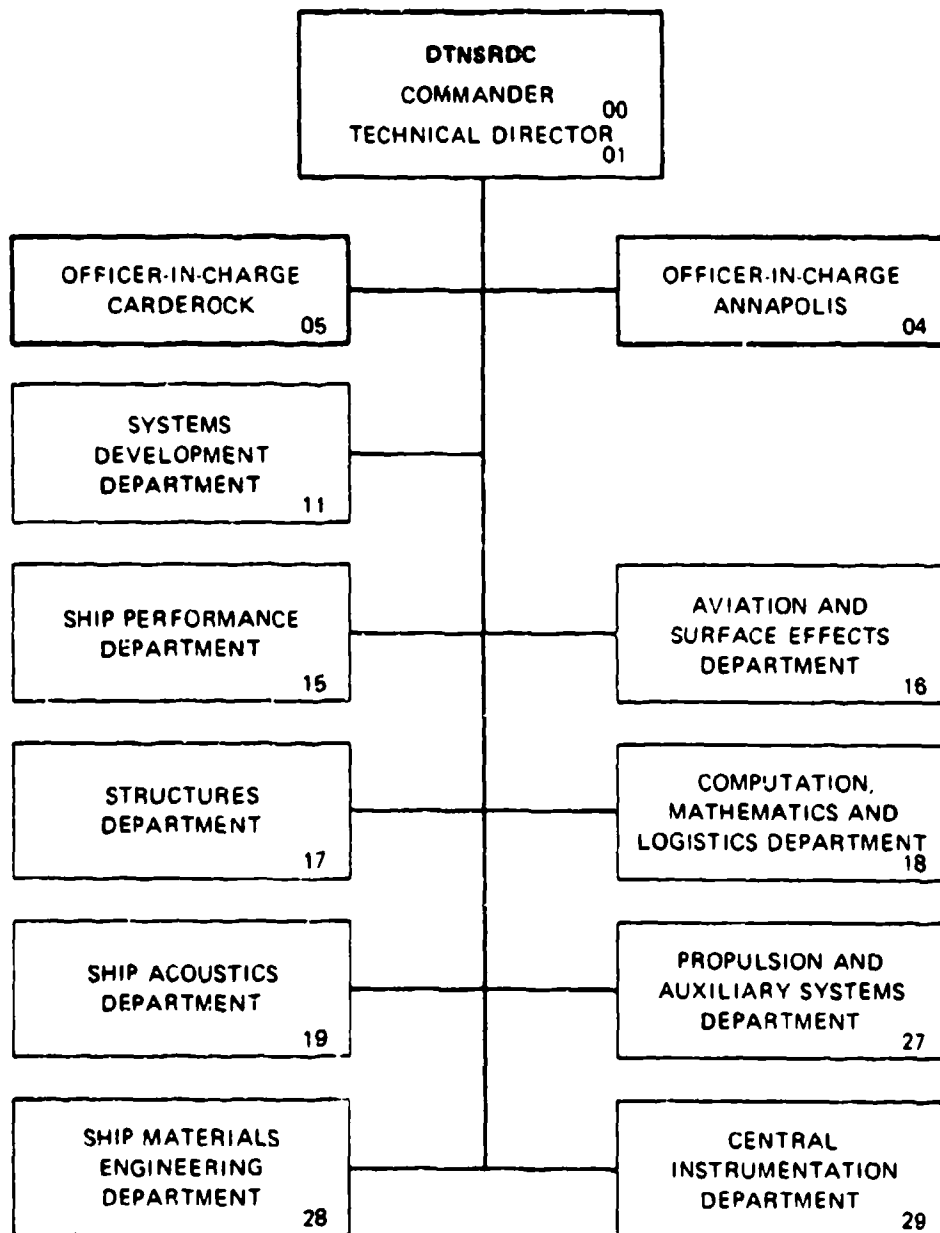 DTNSRDC
COMMANDER
00
TECHNICAL DIRECTOR
01
OFFICER-IN-CHARGE
CARDEROCK
05
OFFICER-IN-CHARGE
ANNAPOLIS
04
SYSTEMS
DEVELOPMENT
DEPARTMENT
11
SHIP PERFORMANCE
DEPARTMENT
15
AVIATION AND
SURFACE EFFECTS
DEPARTMENT
16
STRUCTURES
DEPARTMENT
17
COMPUTATION,
MATHEMATICS AND
LOGISTICS DEPARTMENT
18
SHIP ACOUSTICS
DEPARTMENT
19
PROPULSION AND
AUXILIARY SYSTEMS
DEPARTMENT
27
SHIP MATERIALS
ENGINEERING
DEPARTMENT
28
CENTRAL
INSTRUMENTATION
DEPARTMENT
29